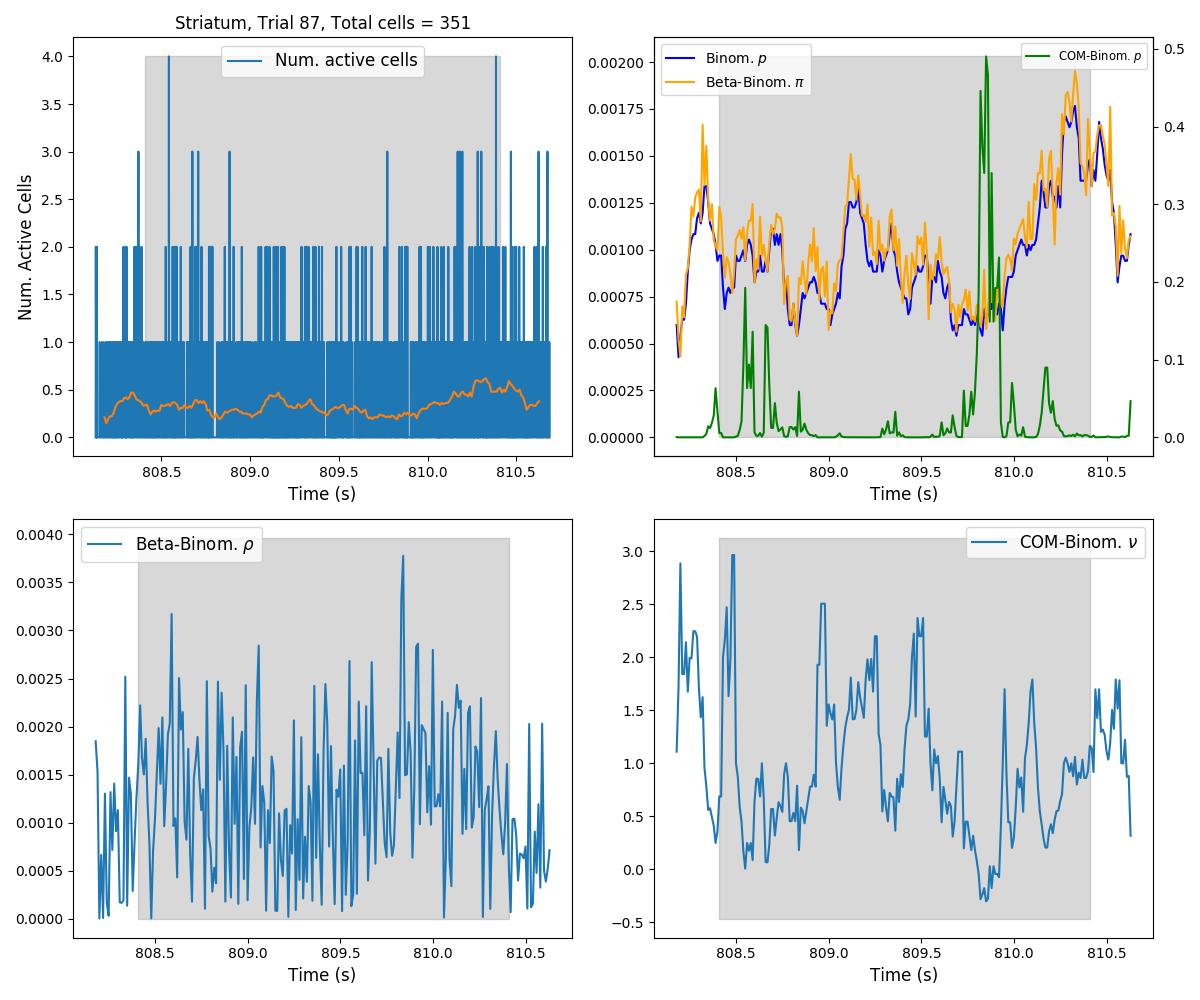 Striatum, Trial 87, Total cells = 351
Num. Active Cells
4.0
3.5
3.0
2.5
2.0
1.5
1.0
0.5
0.0
Num. active cells
808.5 809.0 809.5 810.0 810.5
Time (s)
0.00200
0.00175
0.00150
0.00125
0.00100
0.00075
0.00050
0.00025
0.00000
Binom. p
Beta-Binom. π
COM-Binom. p
0.5
0.4
0.3
0.2
0.1
0.0
808.5 809.0 809.5 810.0 810.5
Time (s)
0.0040
0.0035
0.0030
0.0025
0.0020
0.0015
0.0010
0.0005
0.0000
Beta-Binom. ρ
808.5 809.0 809.5 810.0 810.5
Time (s)
3.0
2.5
2.0
1.5
1.0
0.5
0.0
−0.5
COM-Binom. ν
808.5 809.0 809.5 810.0 810.5
Time (s)